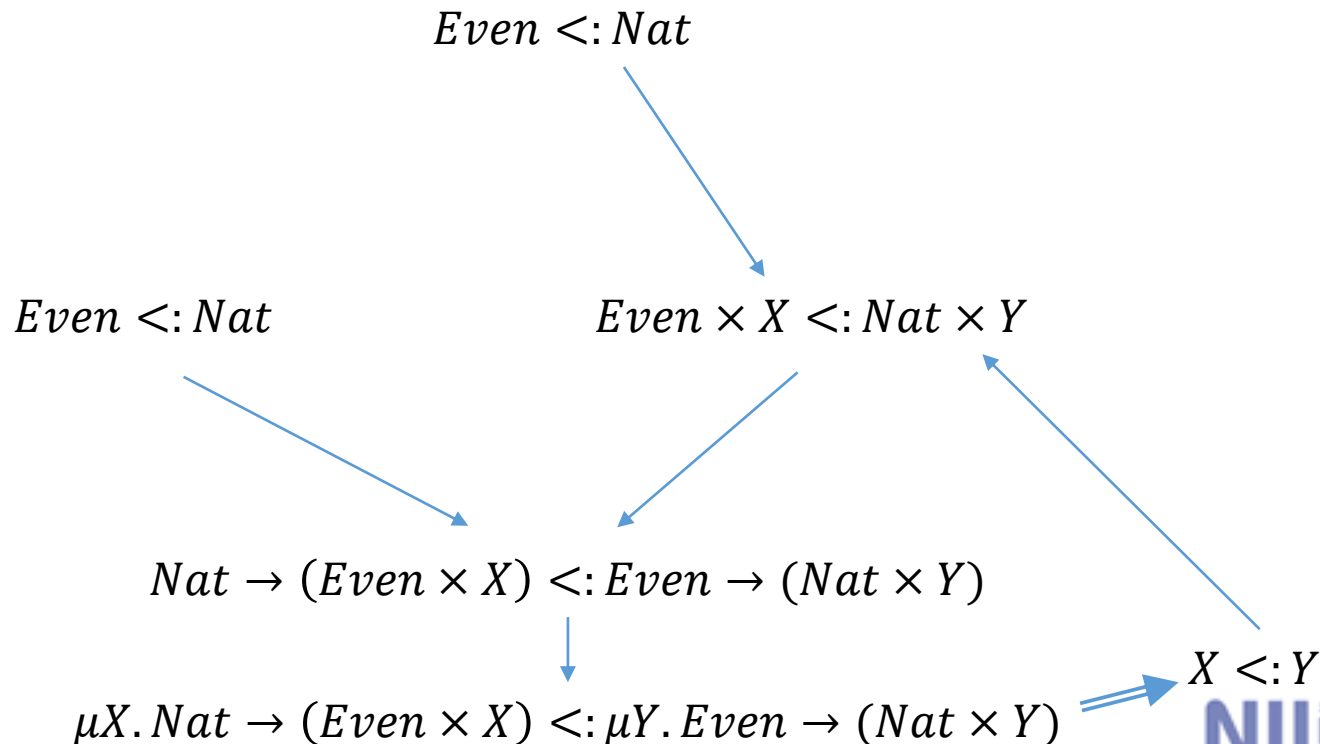 Even <: Nat
Even <: Nat
Even × X <: Nat × Y
Nat → (Even × X) <: Even → (Nat × Y)
X <: Y
μX. Nat → (Even × X) <: μY. Even → (Nat × Y)